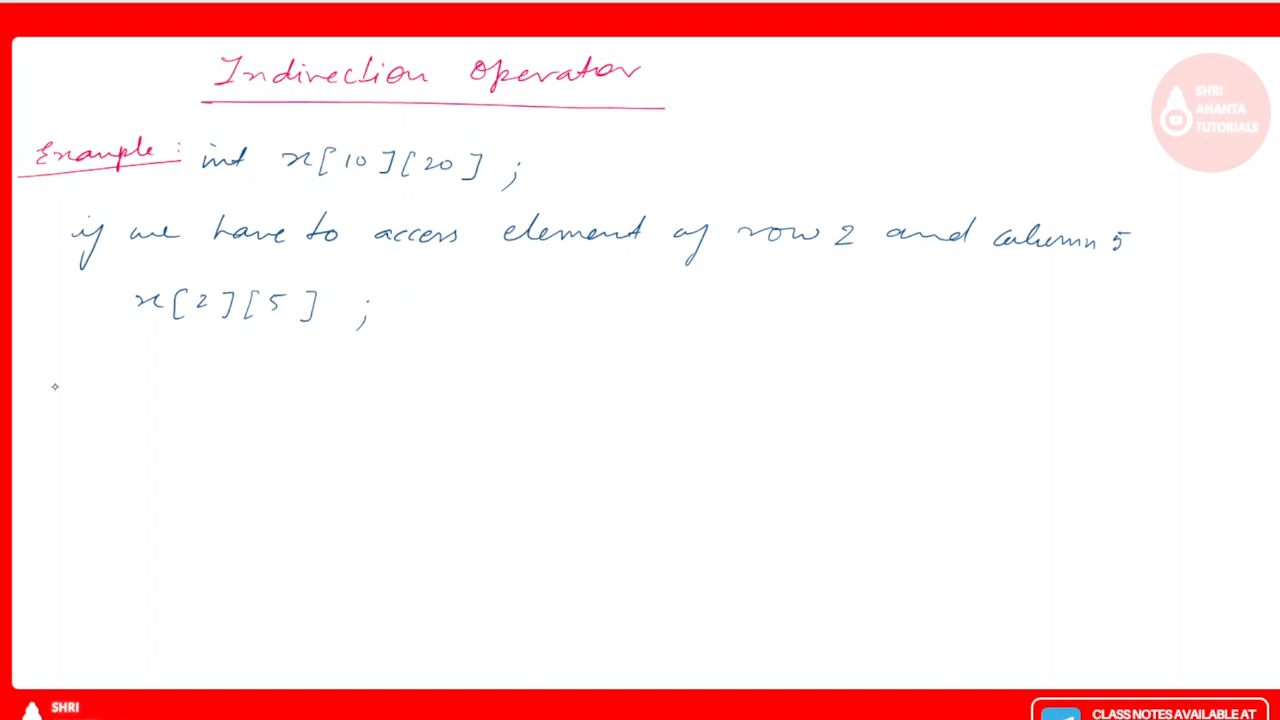 Indirection Operator
SHRI
ANANTA
TUTORIALS
Example : int x[10][20] ;
if we have to access element of row 2 and column 5
x[2][5] ;
SHRI
CLASS NOTES AVAILABLE AT